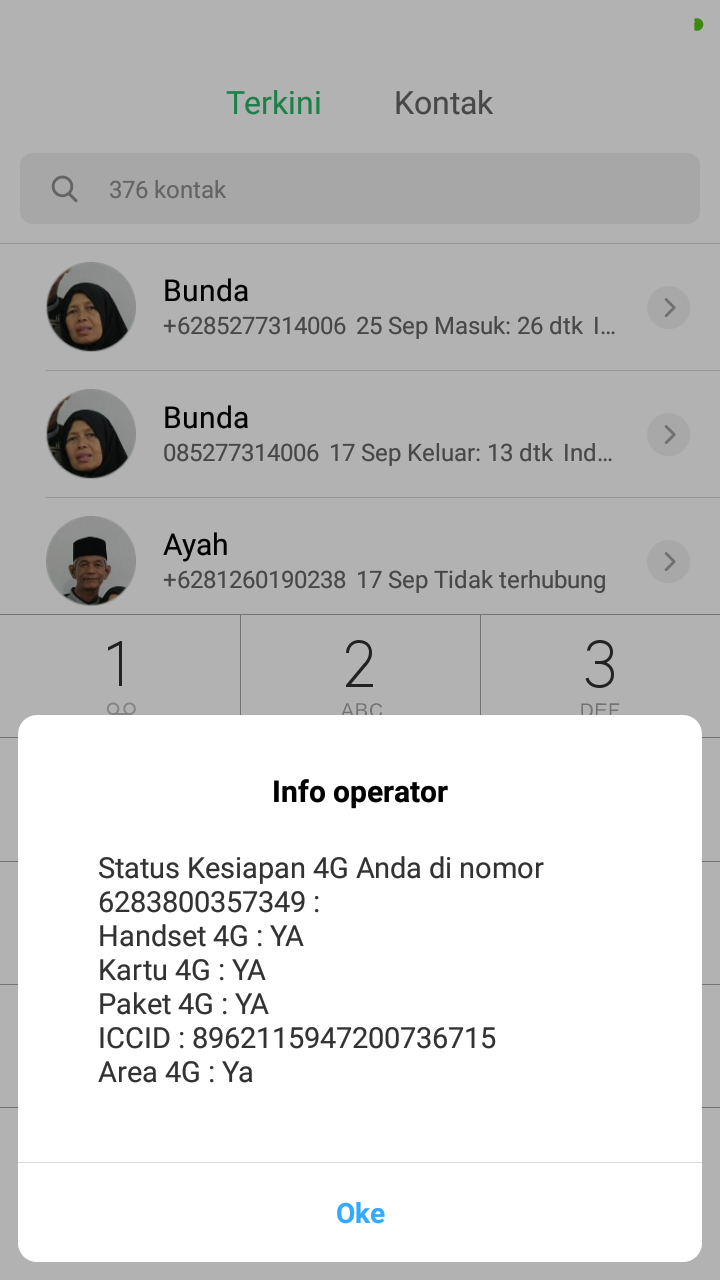 Terkini Kontak
376 kontak
Bunda
+6285277314006 25 Sep Masuk: 26 dtk I...
Bunda
085277314006 17 Sep Keluar: 13 dtk Ind...
Ayah
+6281260190238 17 Sep Tidak terhubung
1 2 3
ABC DEF
Info operator
Status Kesiapan 4G Anda di nomor
6283800357349 :
Handset 4G : YA
Kartu 4G : YA
Paket 4G : YA
ICCID : 8962115947200736715
Area 4G : Ya
Oke